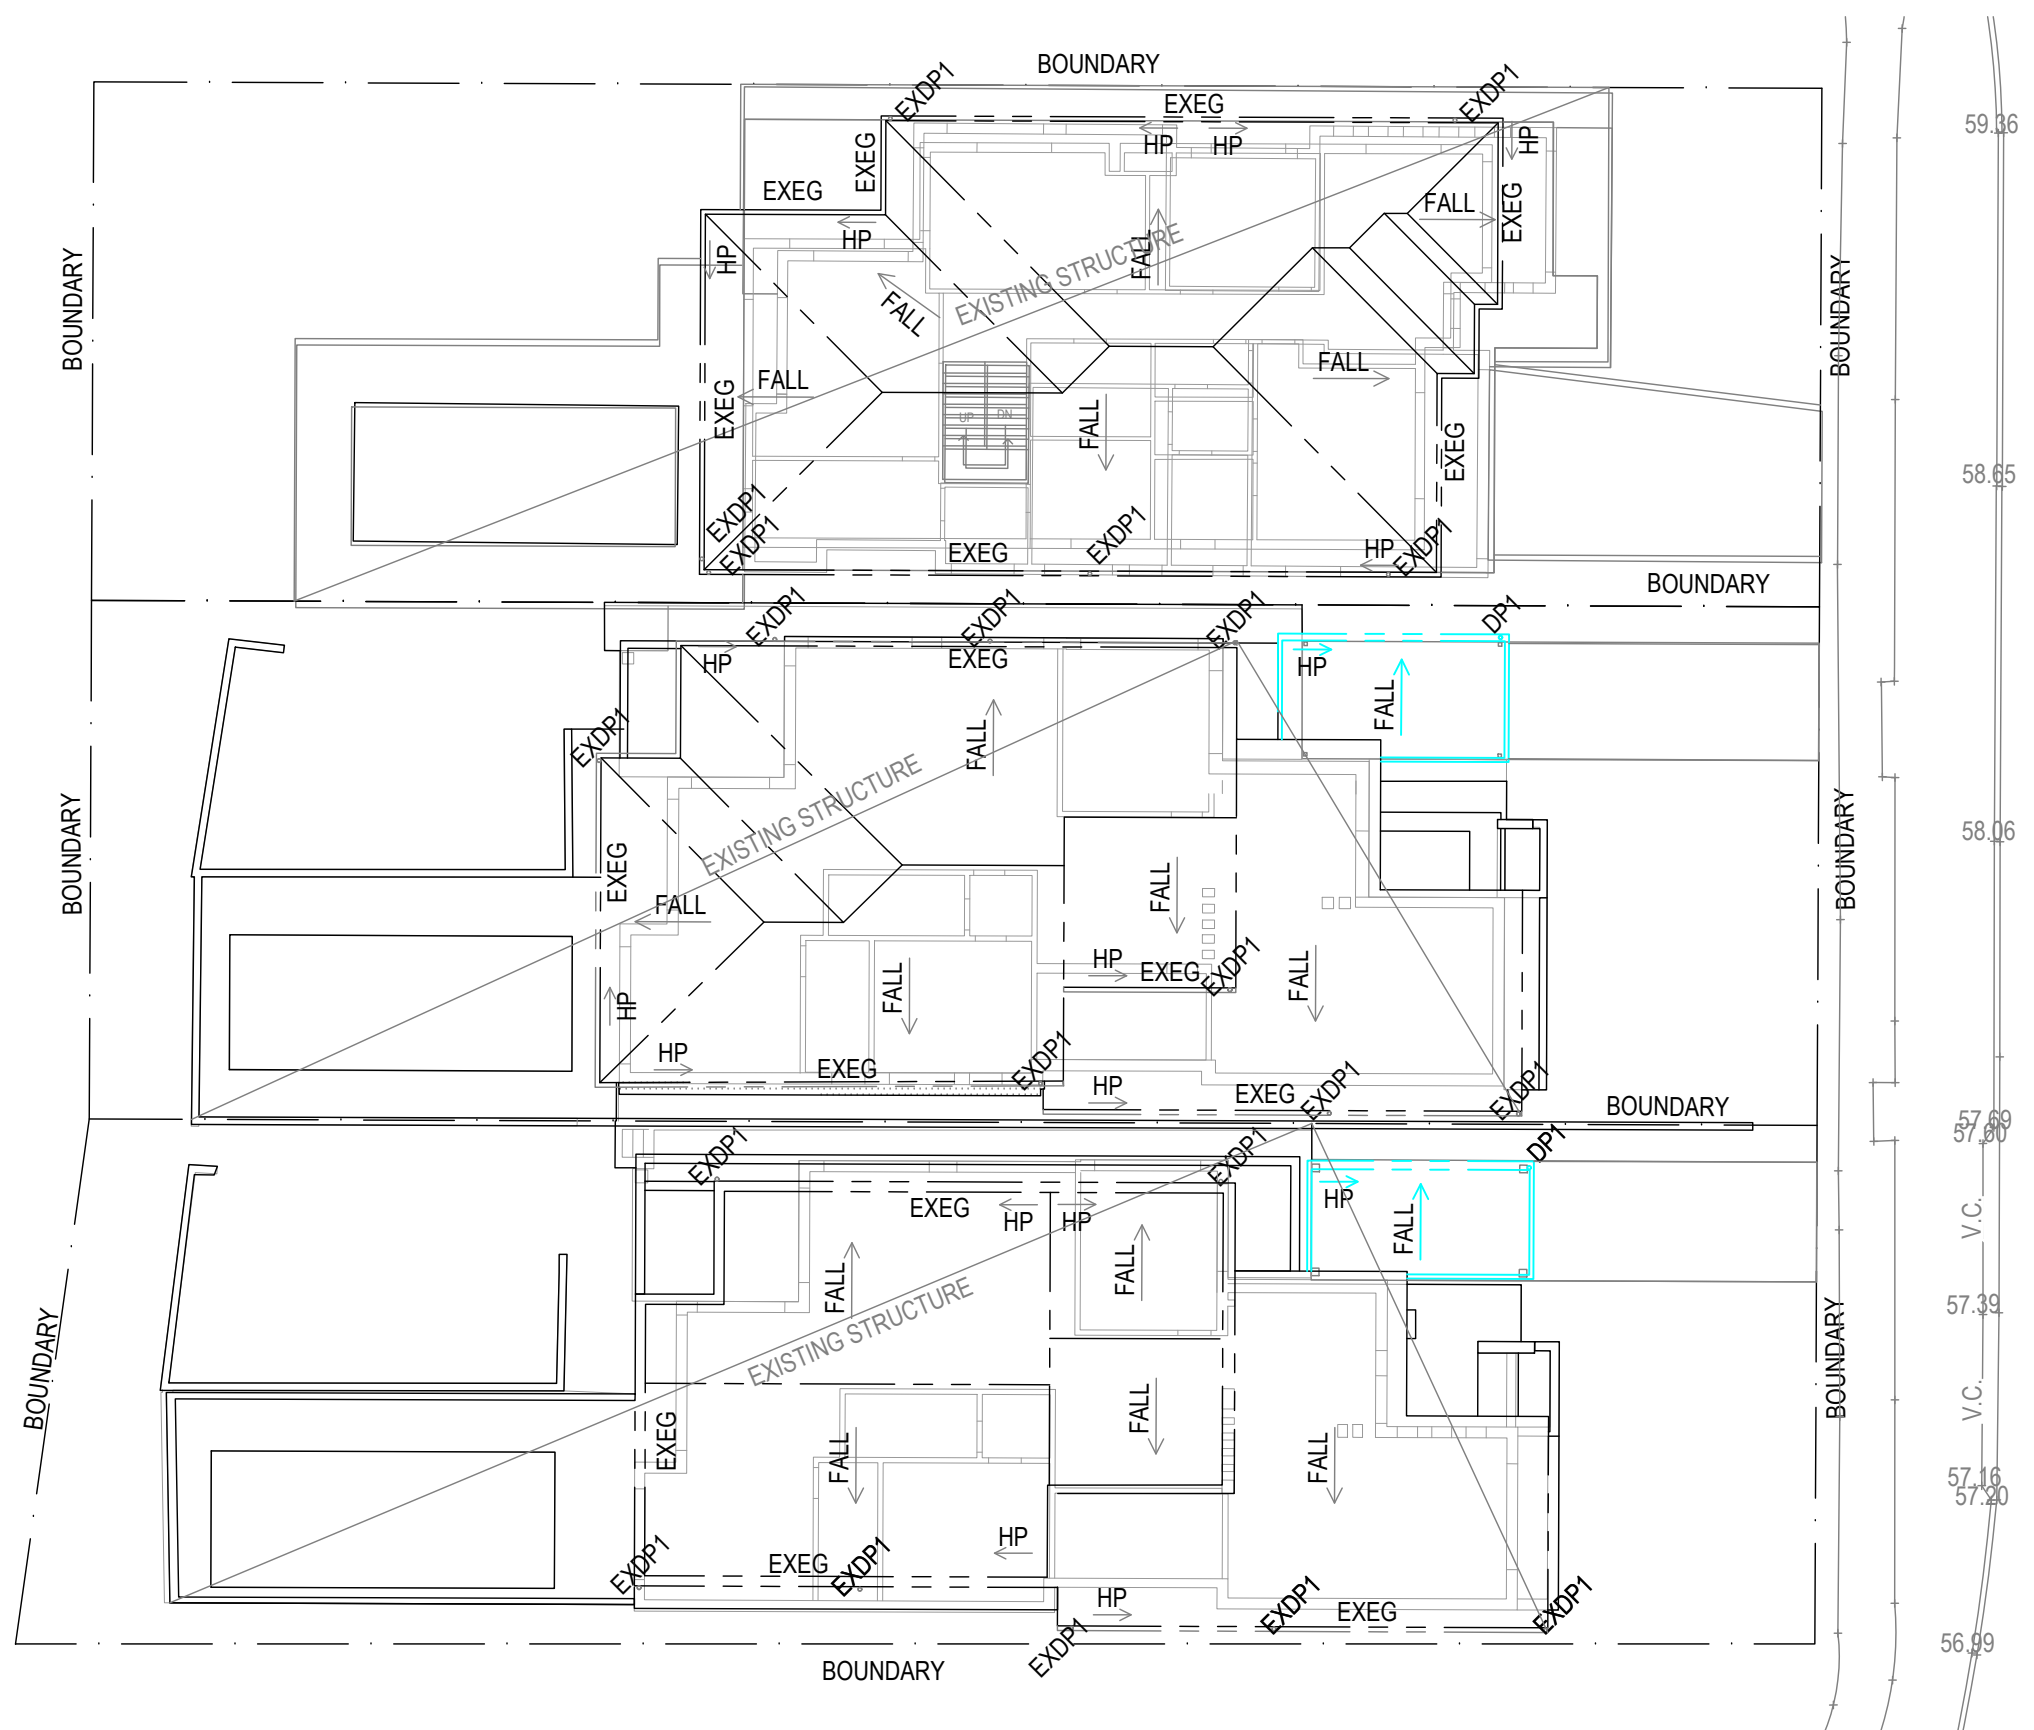 BOUNDARY
EXDP1
EXDP1
EXEG
59.36
HP
HP
HP
EXEG
EXEG
FALL
EXEG
HP
HP
FALL
EXISTING STRUCTURE
BOUNDARY
BOUNDARY
FALL
FALL
FALL
EXEG
FALL
EXEG
58.65
UP
DN
EXDP1
EXDP1
EXEG
EXDP1
HP
EXDP1
BOUNDARY
EXDP1
EXDP1
EXDP1
DP1
HP
EXEG
HP
FALL
EXDP1
FALL
EXISTING STRUCTURE
BOUNDARY
BOUNDARY
58.06
EXEG
FALL
FALL
HP
EXEG
EXDP1
FALL
FALL
HP
HP
EXEG
EXDP1
HP
EXEG
EXDP1
EXDP1
BOUNDARY
57.69
57.60
EXDP1
EXDP1
DP1
HP
EXEG
HP
HP
FALL
V.C.
FALL
FALL
EXISTING STRUCTURE
57.39
BOUNDARY
BOUNDARY
EXEG
FALL
FALL
FALL
V.C.
57.16
57.20
HP
EXDP1
EXEG
EXDP1
HP
EXDP1
EXEG
EXDP1
EXDP1
56.99
BOUNDARY